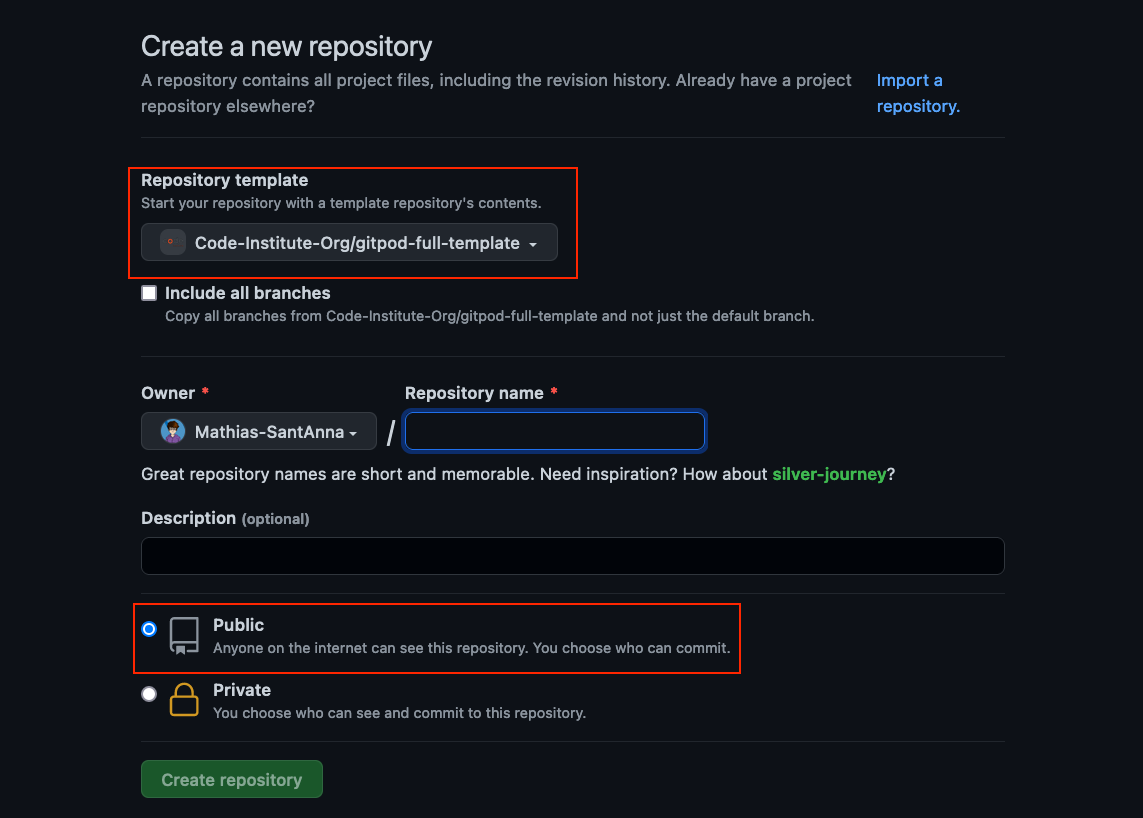 Create a new repository
A repository contains all project files, including the revision history. Already have a project
repository elsewhere?
Import a
repository.
Repository template
Start your repository with a template repository's contents.
Code-Institute-Org/gitpod-full-template
Include all branches
Copy all branches from Code-Institute-Org/gitpod-full-template and not just the default branch.
Owner *
Repository name *
Mathias-SantAnna /
Great repository names are short and memorable. Need inspiration? How about silver-journey?
Description (optional)
Public
Anyone on the internet can see this repository. You choose who can commit.
Private
You choose who can see and commit to this repository.
Create repository